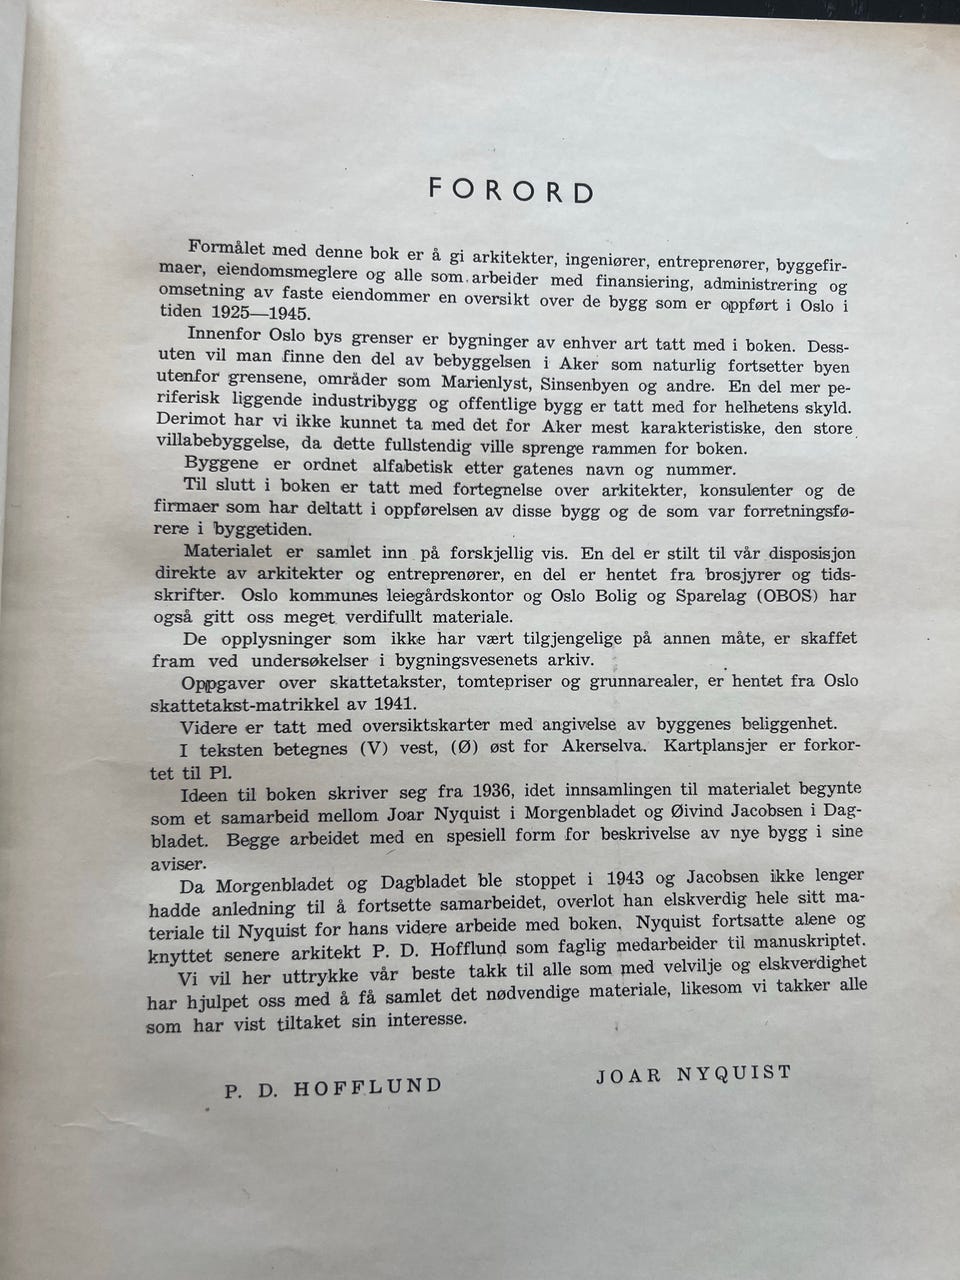 FORORD
Formålet med denne bok er å gi arkitekter, ingeniører, entreprenører, byggefir-
maer, eiendomsmeglere og alle som arbeider med finansiering, administrering og
omsetning av faste eiendommer en oversikt over de bygg som er oppført i Oslo i
tiden 1925—1945.
Innenfor Oslo bys grenser er bygninger av enhver art tatt med i boken. Dess-
uten vil man finne den del av bebyggelsen i Aker som naturlig fortsetter byen
utenfor grensene, områder som Marienlyst, Sinsenbyen og andre. En del mer pe-
riferisk liggende industribygg og offentlige bygg er tatt med for helhetens skyld.
Derimot har vi ikke kunnet ta med det for Aker mest karakteristiske, den store
villabebyggelse, da dette fullstendig ville sprenge rammen for boken.
Byggene er ordnet alfabetisk etter gatenes navn og nummer.
Til slutt i boken er tatt med fortegnelse over arkitekter, konsulenter og de
firmaer som har deltatt i oppførelsen av disse bygg og de som var forretningsfø-
rere i byggetiden.
Materialet er samlet inn på forskjellig vis. En del er stilt til vår disposisjon
direkte av arkitekter og entreprenører, en del er hentet fra brosjyrer og tids-
skrifter. Oslo kommunes leiegårdskontor og Oslo Bolig og Sparelag (OBOS) har
også gitt oss meget verdifullt materiale.
De opplysninger som ikke har vært tilgjengelige på annen måte, er skaffet
fram ved undersøkelser i bygningsvesenets arkiv.
Oppgaver over skattetakster, tomtepriser og grunnarealer, er hentet fra Oslo
skattetakst-matrikkel av 1941.
Videre er tatt med oversiktskarter med angivelse av byggenes beliggenhet.
I teksten betegnes (V) vest, (Ø) øst for Akerselva. Kartplansjer er forkor-
tet til Pl.
Ideen til boken skriver seg fra 1936, idet innsamlingen til materialet begynte
som et samarbeid mellom Joar Nyquist i Morgenbladet og Øivind Jacobsen i Dag-
bladet. Begge arbeidet med en spesiell form for beskrivelse av nye bygg i sine
aviser.
Da Morgenbladet og Dagbladet ble stoppet i 1943 og Jacobsen ikke lenger
hadde anledning til å fortsette samarbeidet, overlot han elskverdig hele sitt ma-
teriale til Nyquist for hans videre arbeide med boken. Nyquist fortsatte alene og
knyttet senere arkitekt P. D. Hofflund som faglig medarbeider til manuskriptet.
Vi vil her uttrykke vår beste takk til alle som med velvilje og elskverdighet
har hjulpet oss med å få samlet det nødvendige materiale, likesom vi takker alle
som har vist tiltaket sin interesse.
P. D. HOFFLUND
JOAR NYQUIST